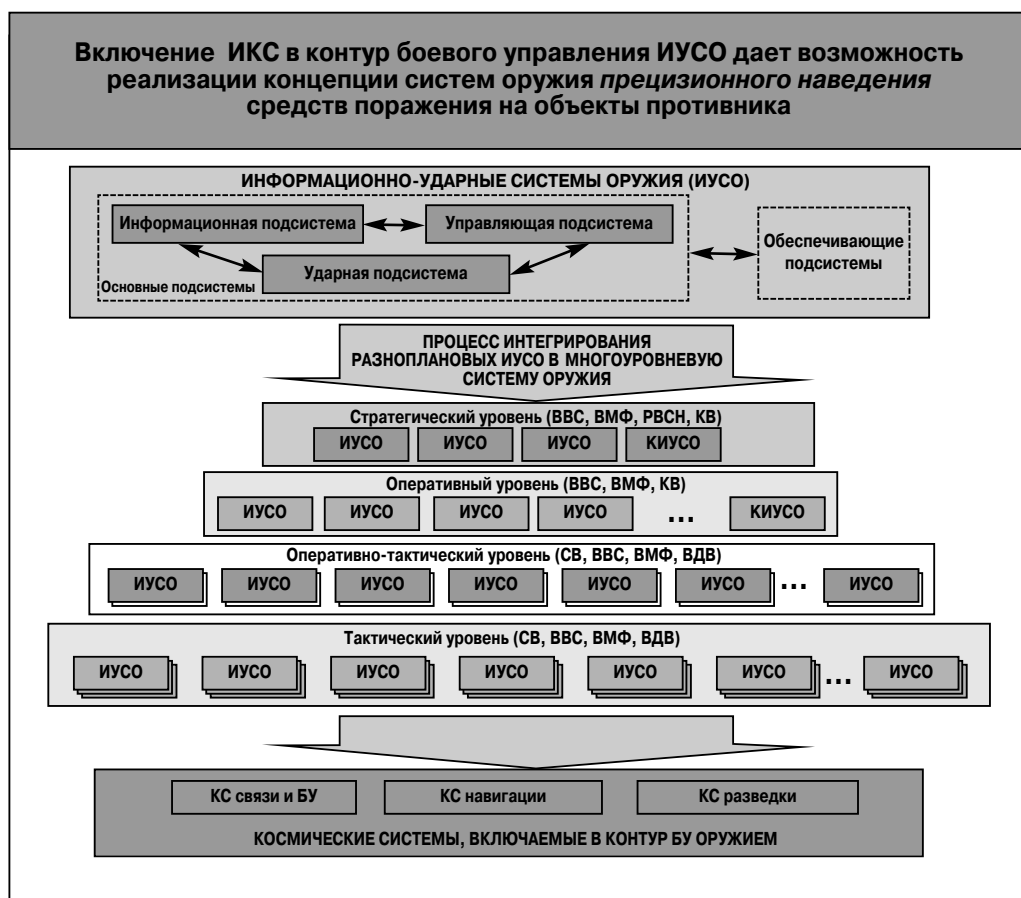 Включение ИКС в контур боевого управления ИУСО дает возможность
реализации концепции систем оружия прецизионного наведения
средств поражения на объекты противника
ИНФОРМАЦИОННО-УДАРНЫЕ СИСТЕМЫ ОРУЖИЯ (ИУСО)
Информационная подсистема
Управляющая подсистема
Ударная подсистема
Основные подсистемы
Обеспечивающие
подсистемы
ПРОЦЕСС ИНТЕГРИРОВАНИЯ
РАЗНОПЛАНОВЫХ ИУСО В МНОГОУРОВНЕВУЮ
СИСТЕМУ ОРУЖИЯ
Стратегический уровень (ВВС, ВМФ, РВСН, КВ)
ИУСО ИУСО ИУСО КИУСО
Оперативный уровень (ВВС, ВМФ, КВ)
ИУСО ИУСО ИУСО ИУСО ... КИУСО
Оперативно-тактический уровень (СВ, ВВС, ВМФ, ВДВ)
ИУСО ИУСО ИУСО ИУСО ИУСО ИУСО ... ИУСО
Тактический уровень (СВ, ВВС, ВМФ, ВДВ)
ИУСО ИУСО ИУСО ИУСО ИУСО ИУСО ... ИУСО
КС связи и БУ КС навигации КС разведки
КОСМИЧЕСКИЕ СИСТЕМЫ, ВКЛЮЧАЕМЫЕ В КОНТУР БУ ОРУЖИЕМ